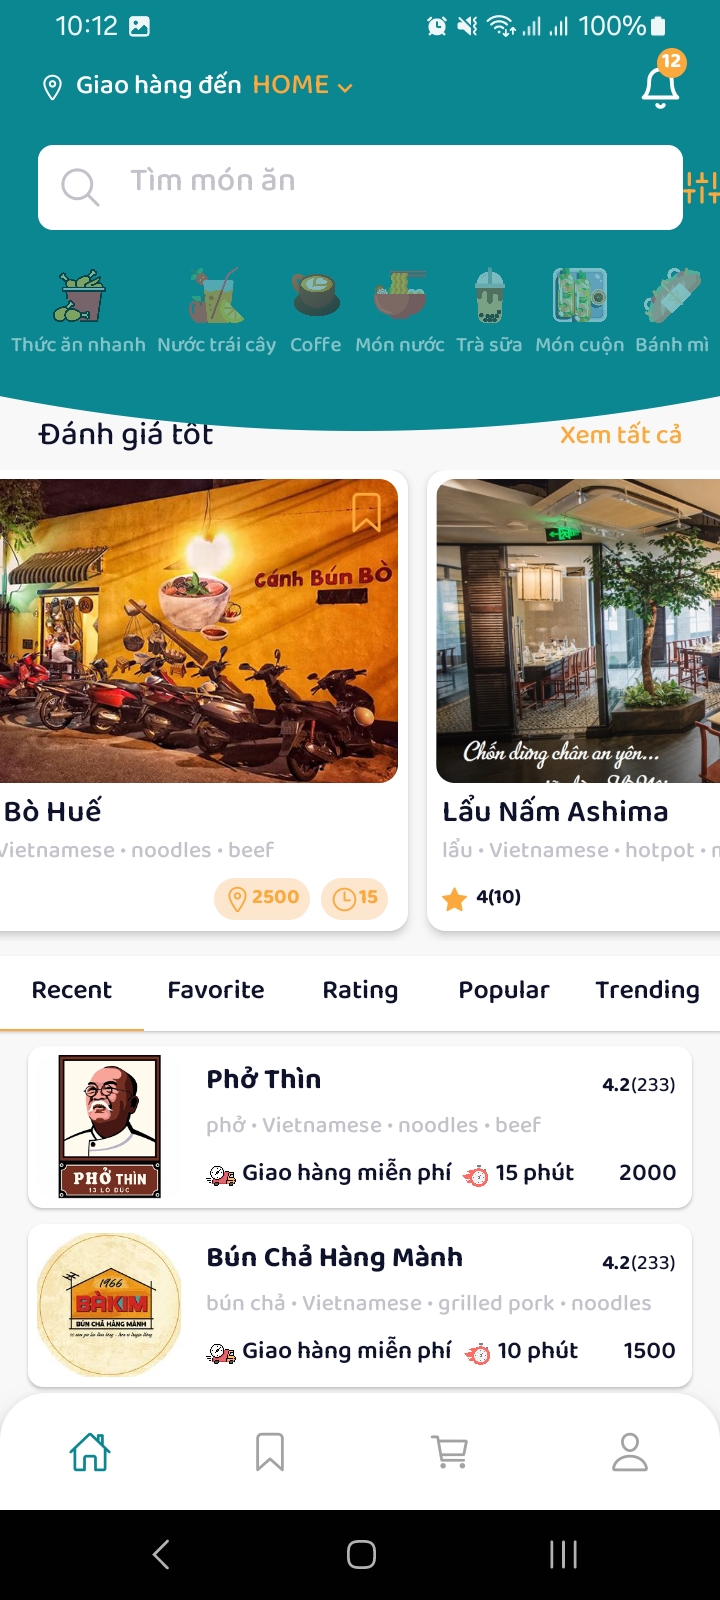 10:12 100%
12
Giao hàng đến HOME
Tìm món ăn
Thức ăn nhanh Nước trái cây Coffe Món nước Trà sữa Món cuộn Bánh mì
Đánh giá tốt Xem tất cả
Gánh Bún Bò
Chốn dừng chân an yên...
Bò Huế Lẩu Nấm Ashima
Vietnamese • noodles • beef lẩu • Vietnamese • hotpot •
2500 15 4(10)
Recent Favorite Rating Popular Trending
Phở Thìn 4.2(233)
phở • Vietnamese • noodles • beef
Giao hàng miễn phí 15 phút 2000
PHỞ THÌN
13 LÒ ĐÚC
Bún Chả Hàng Mành 4.2(233)
bún chả • Vietnamese • grilled pork • noodles
Giao hàng miễn phí 10 phút 1500
1966
BÀ KIM
BÚN CHẢ HÀNG MÀNH